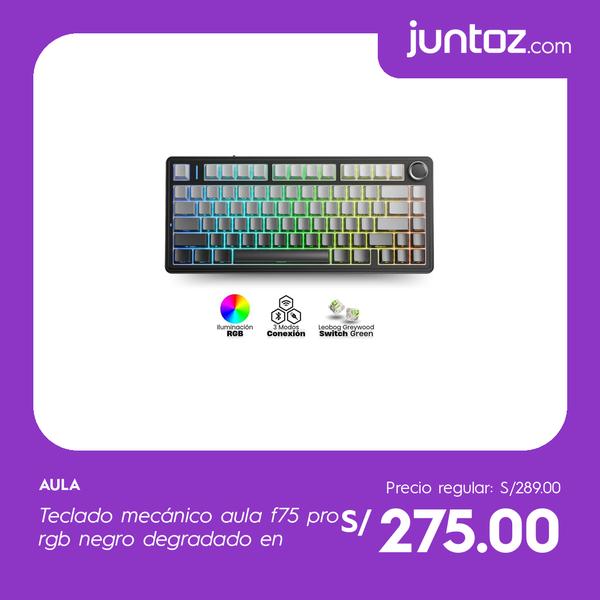 juntoz.com
Iluminación
RGB
3 Modos
Conexión
Leobog Greywood
Switch Green
AULA
Precio regular: S/289.00
Teclado mecánico aula f75 pro
rgb negro degradado en
S/ 275.00